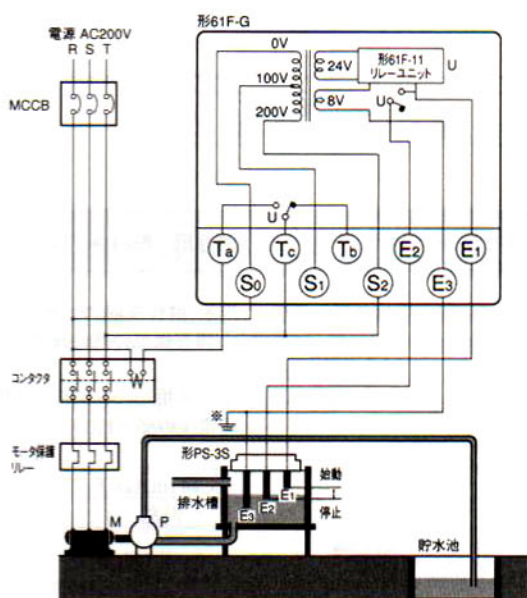 形61F-G
電源 AC200V
R S T
MCCB
0V
100V
200V
24V
8V
形61F-11
リレーユニット
U
U
U
Ta
Tc
Tb
E2
E1
S0
S1
S2
E3
コンタクタ
W
モータ保護
リレー
※
形PS-3S
排水槽
E3
E2
E1
始動
停止
M
P
貯水池